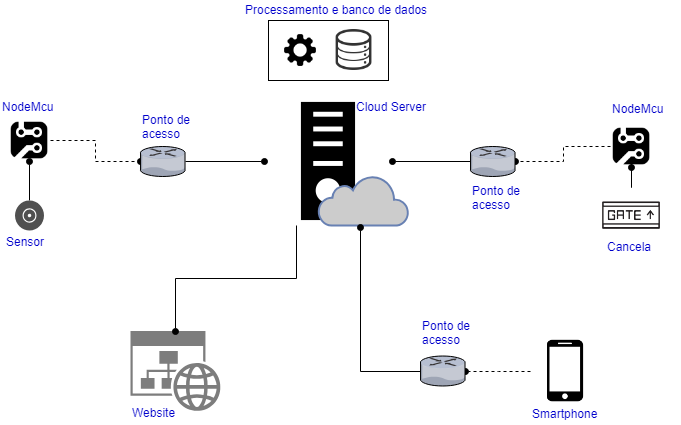 Processamento e banco de dados
NodeMcu
Ponto de
acesso
Cloud Server
NodeMcu
Ponto de
acesso
GATE ↑
Sensor
Cancela
Ponto de
acesso
Website
Smartphone